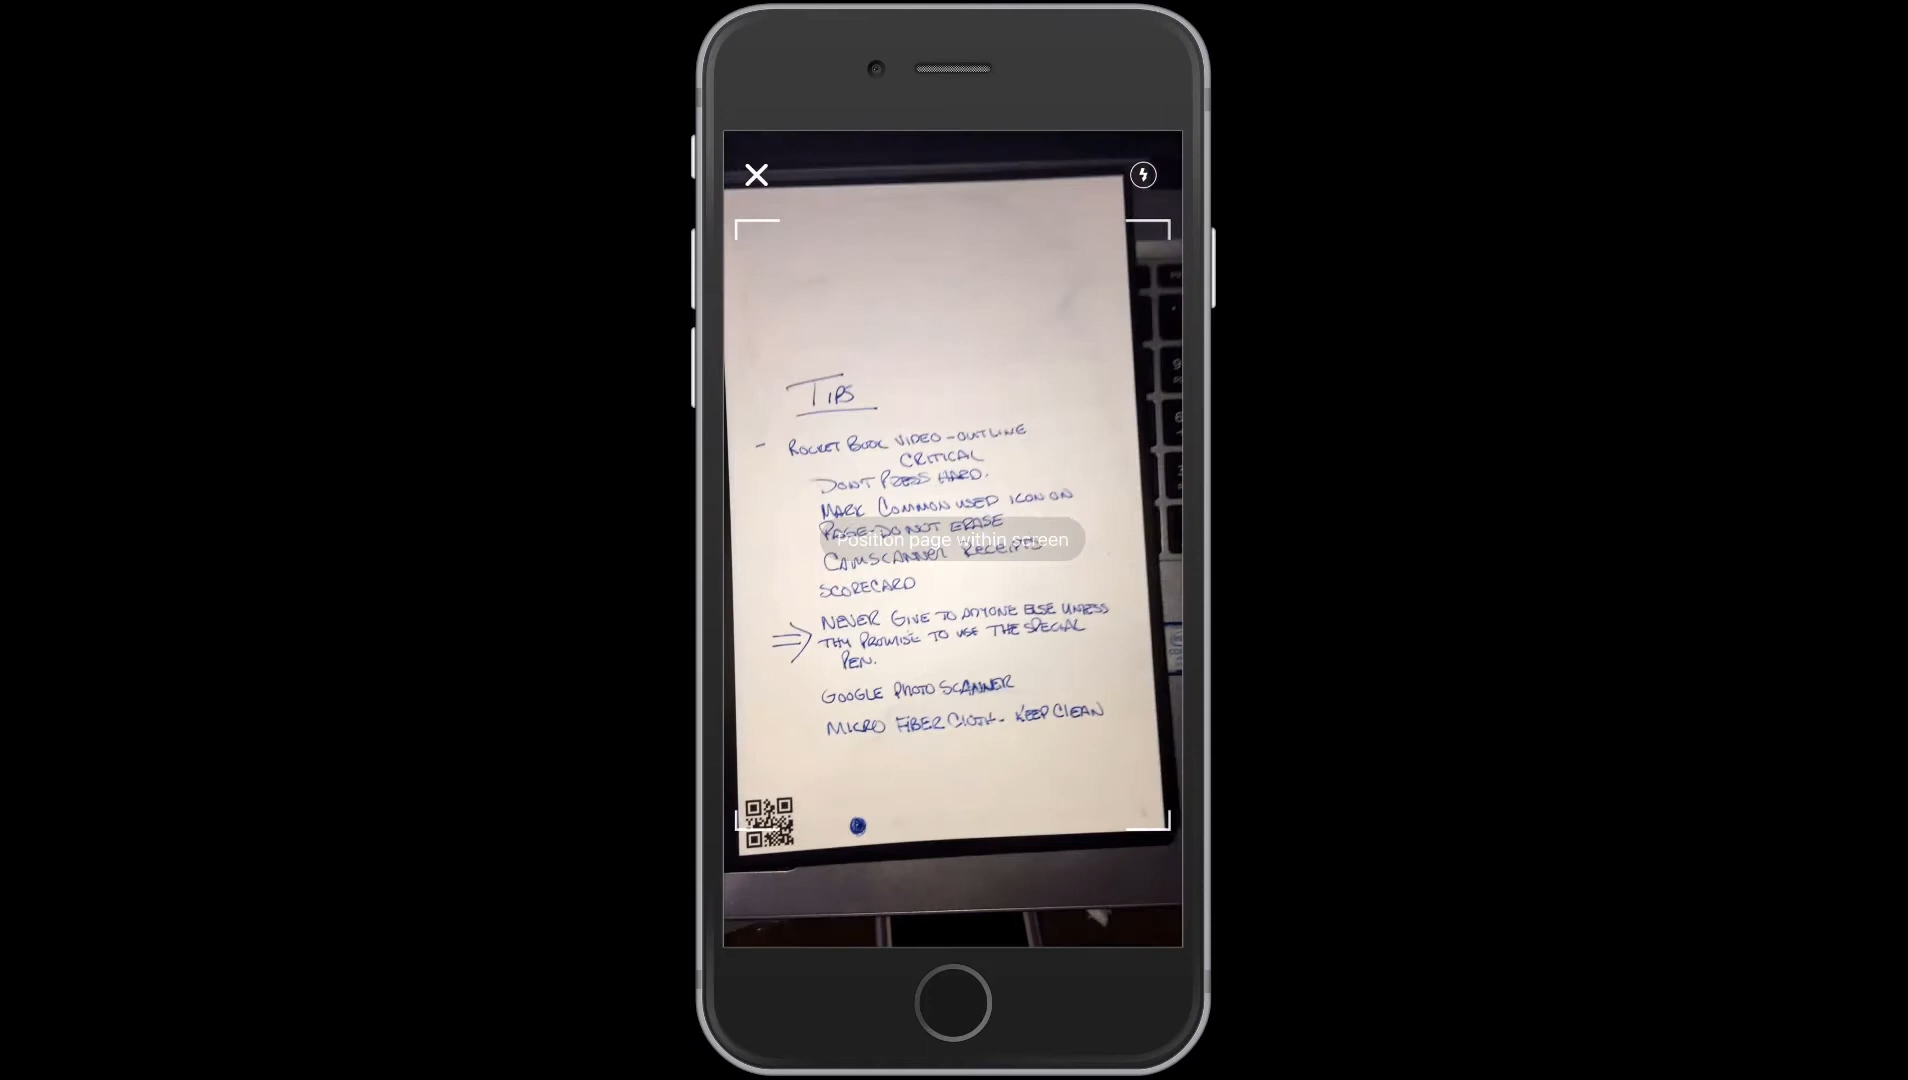 TIPS
- ROCKET BOOK VIDEO - OUTLINE
CRITICAL
DONT PRESS HARD.
MARK COMMON USED ICON ON
PAGE - DO NOT ERASE
Position page within screen
CAMSCANNER RECEIPTS
SCORECARD
⇒ NEVER GIVE TO ANYONE ELSE UNLESS
THY PROMISE TO USE THE SPECIAL
PEN.
GOOGLE PHOTO SCANNER
MICRO FIBER CLOTH - KEEP CLEAN